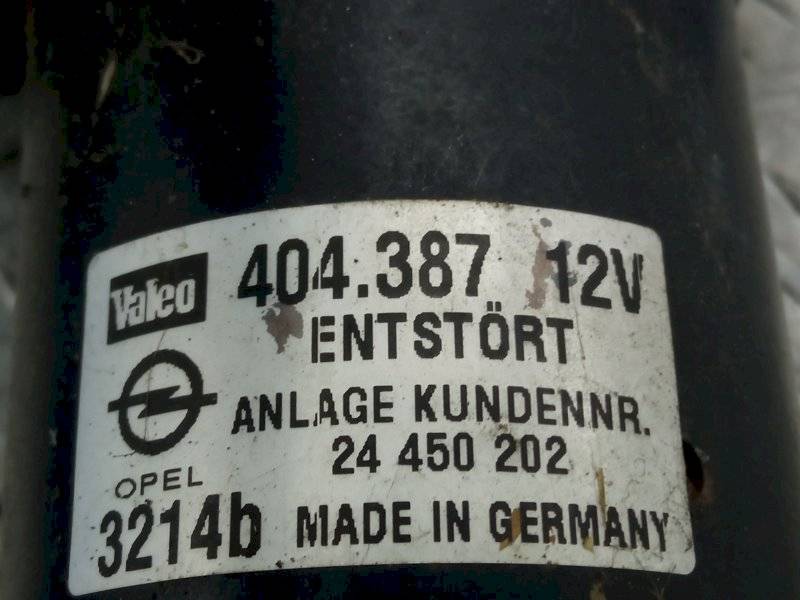 Valeo 404.387 12V
ENTSTÖRT
ANLAGE KUNDENNR.
24 450 202
OPEL
3214b MADE IN GERMANY